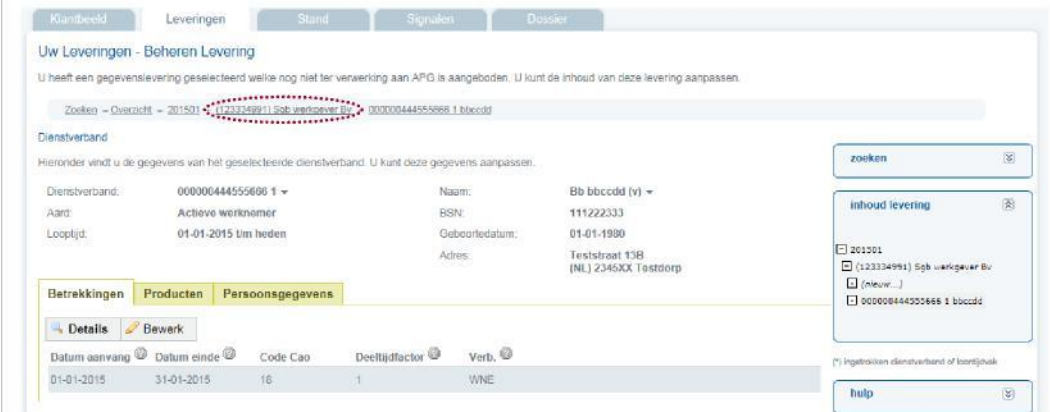 Klantbeeld Leveringen Stand Signalen Dossier
Uw Leveringen - Beheren Levering
U heeft een gegevenslevering geselecteerd welke nog niet ter verwerking aan APG is aangeboden. U kunt de inhoud van deze levering aanpassen.
Zoeken – Overzicht – 201501 – (123334991) Sgb werkgever Bv – 000000444555666 1 bbccdd
Dienstverband
Hieronder vindt u de gegevens van het geselecteerde dienstverband. U kunt deze gegevens aanpassen.
Dienstverband: 000000444555666 1 Naam: Bb bbccdd (v)
Aard: Actieve werknemer BSN: 111222333
Looptijd: 01-01-2015 t/m heden Geboortedatum: 01-01-1980
Adres: Teststraat 13B
(NL) 2345XX Testdorp
Betrekkingen Producten Persoonsgegevens
Details Bewerk
Datum aanvang Datum einde Code Cao Deeltijdfactor Verb.
01-01-2015 31-01-2015 18 1 WNE
zoeken
inhoud levering
201501
(123334991) Sgb werkgever Bv
(nieuw...)
000000444555666 1 bbccdd
(*) ingetrokken dienstverband of loontijdvak
hulp